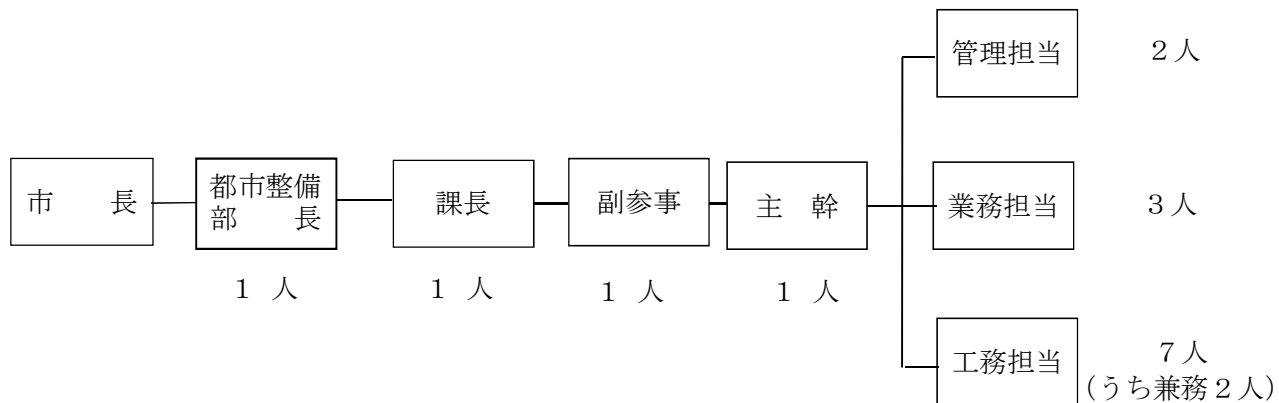 管理担当
2人
市　　長
都市整備
部　　長
1 人
課長
1 人
副参事
1 人
主　幹
1 人
業務担当
3人
工務担当
7人
(うち兼務2人)